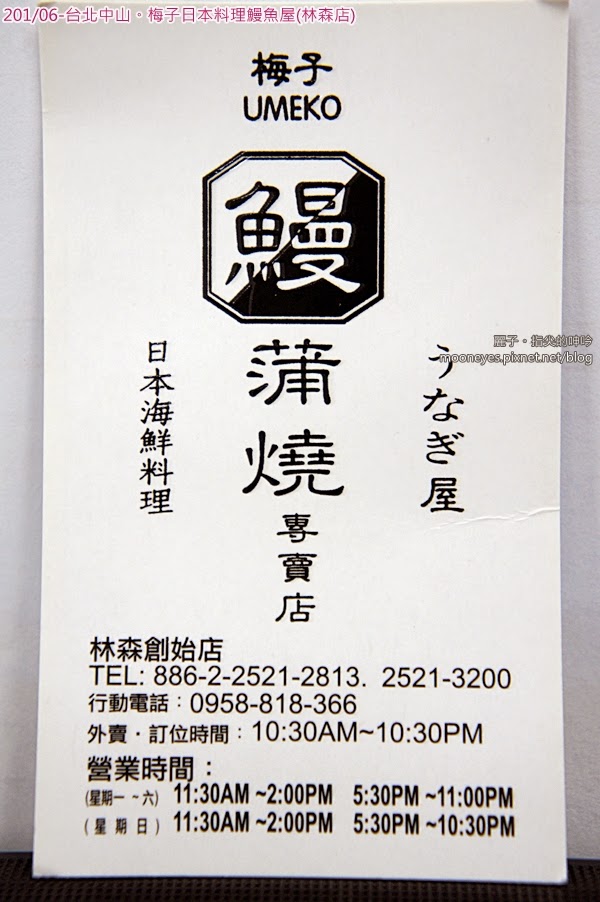 201/06-台北中山・梅子日本料理鰻魚屋(林森店)
梅子
UMEKO
鰻
麗子・指尖的呻吟
mooneyes.pixnet.net/blog
うなぎ屋
蒲燒
專賣店
日本海鮮料理
林森創始店
TEL: 886-2-2521-2813. 2521-3200
行動電話：0958-818-366
外賣・訂位時間：10:30AM~10:30PM
營業時間：
(星期一~六) 11:30AM ~2:00PM 5:30PM ~11:00PM
(星期日) 11:30AM ~2:00PM 5:30PM ~10:30PM